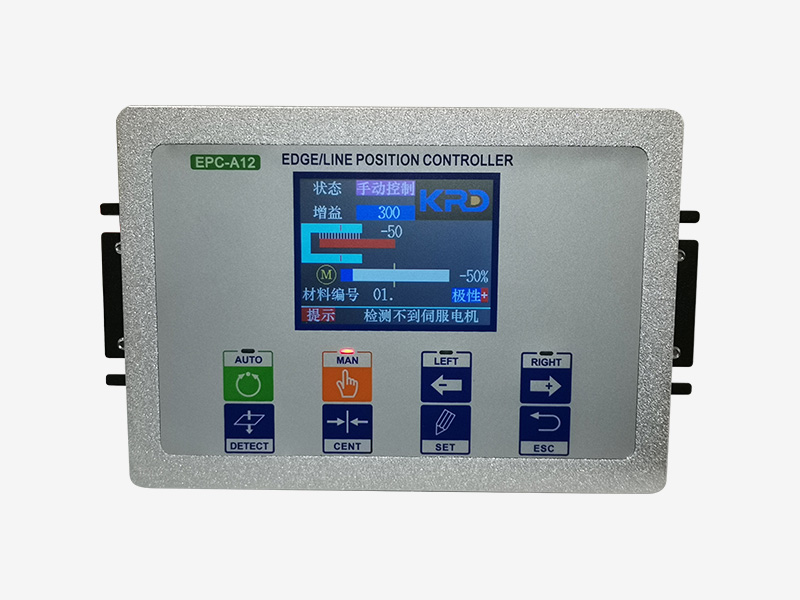 EPC-A12 EDGE/LINE POSITION CONTROLLER
状态 手动控制 KRD
增益 300
-50
M -50%
材料编号 01. 极性+
提示 检测不到伺服电机
AUTO MAN LEFT RIGHT
DETECT CENT SET ESC